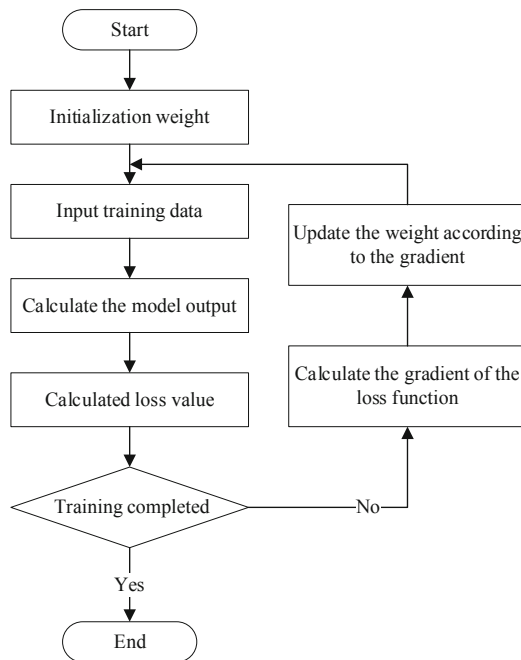 Start
Initialization weight
Input training data
Calculate the model output
Calculated loss value
Training completed
No
Calculate the gradient of the
loss function
Update the weight according
to the gradient
Yes
End